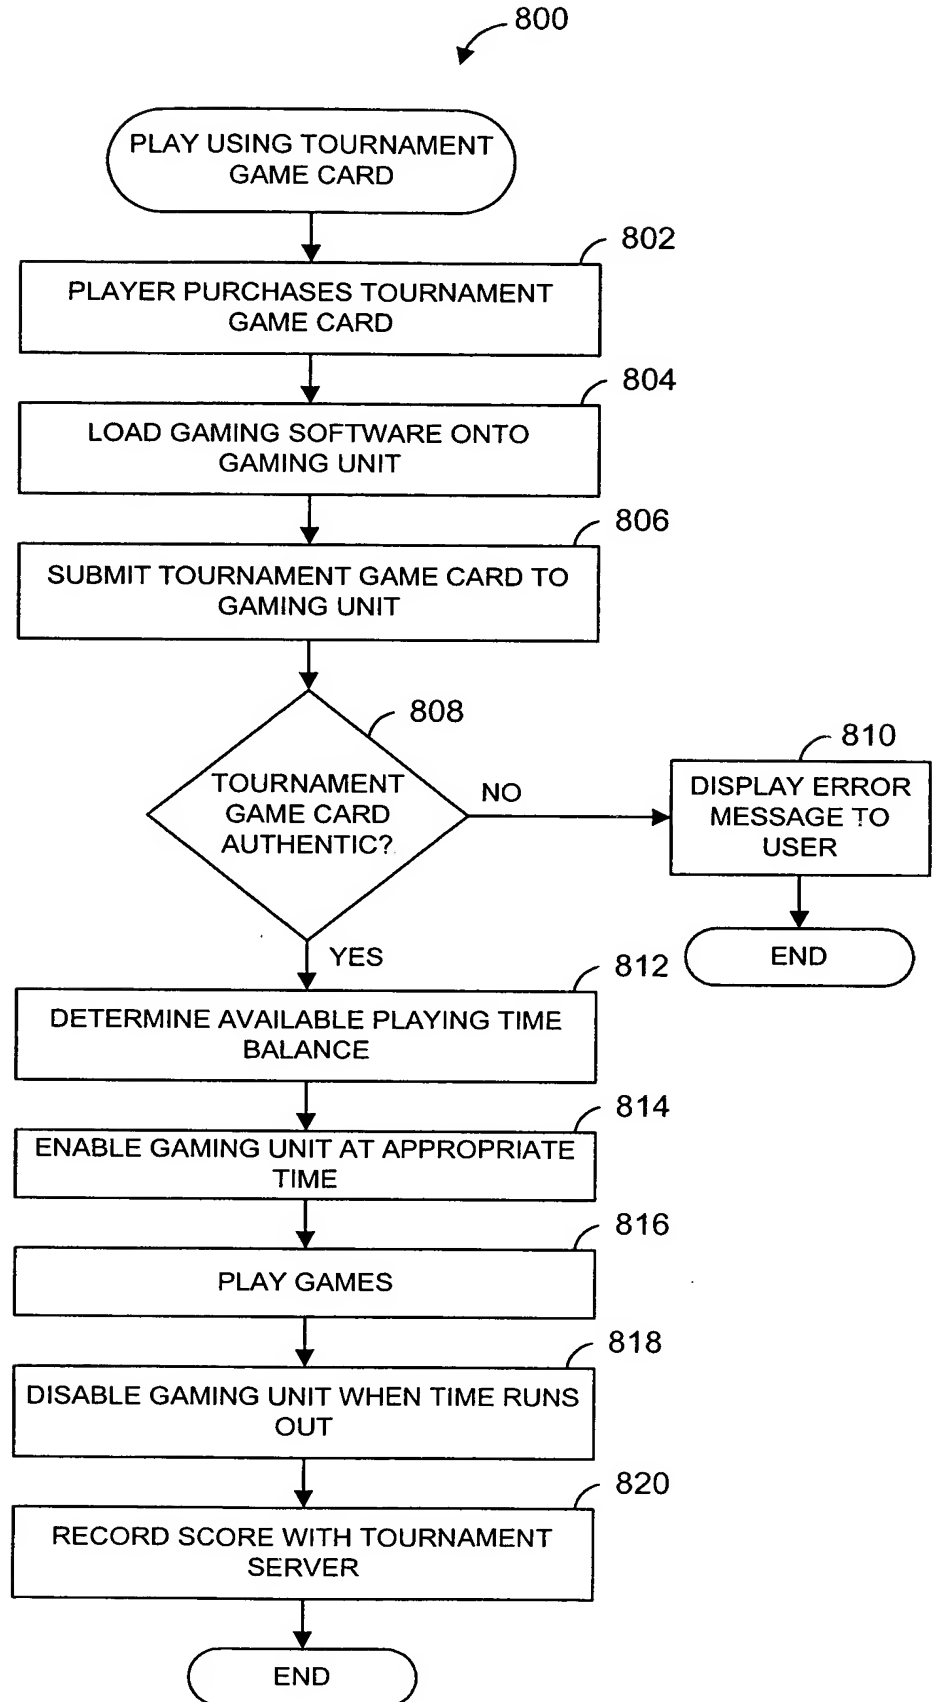 800
PLAY USING TOURNAMENT
GAME CARD
802
PLAYER PURCHASES TOURNAMENT
GAME CARD
804
LOAD GAMING SOFTWARE ONTO
GAMING UNIT
806
SUBMIT TOURNAMENT GAME CARD TO
GAMING UNIT
808
TOURNAMENT
GAME CARD
AUTHENTIC?
NO
810
DISPLAY ERROR
MESSAGE TO
USER
END
YES
812
DETERMINE AVAILABLE PLAYING TIME
BALANCE
814
ENABLE GAMING UNIT AT APPROPRIATE
TIME
816
PLAY GAMES
818
DISABLE GAMING UNIT WHEN TIME RUNS
OUT
820
RECORD SCORE WITH TOURNAMENT
SERVER
END